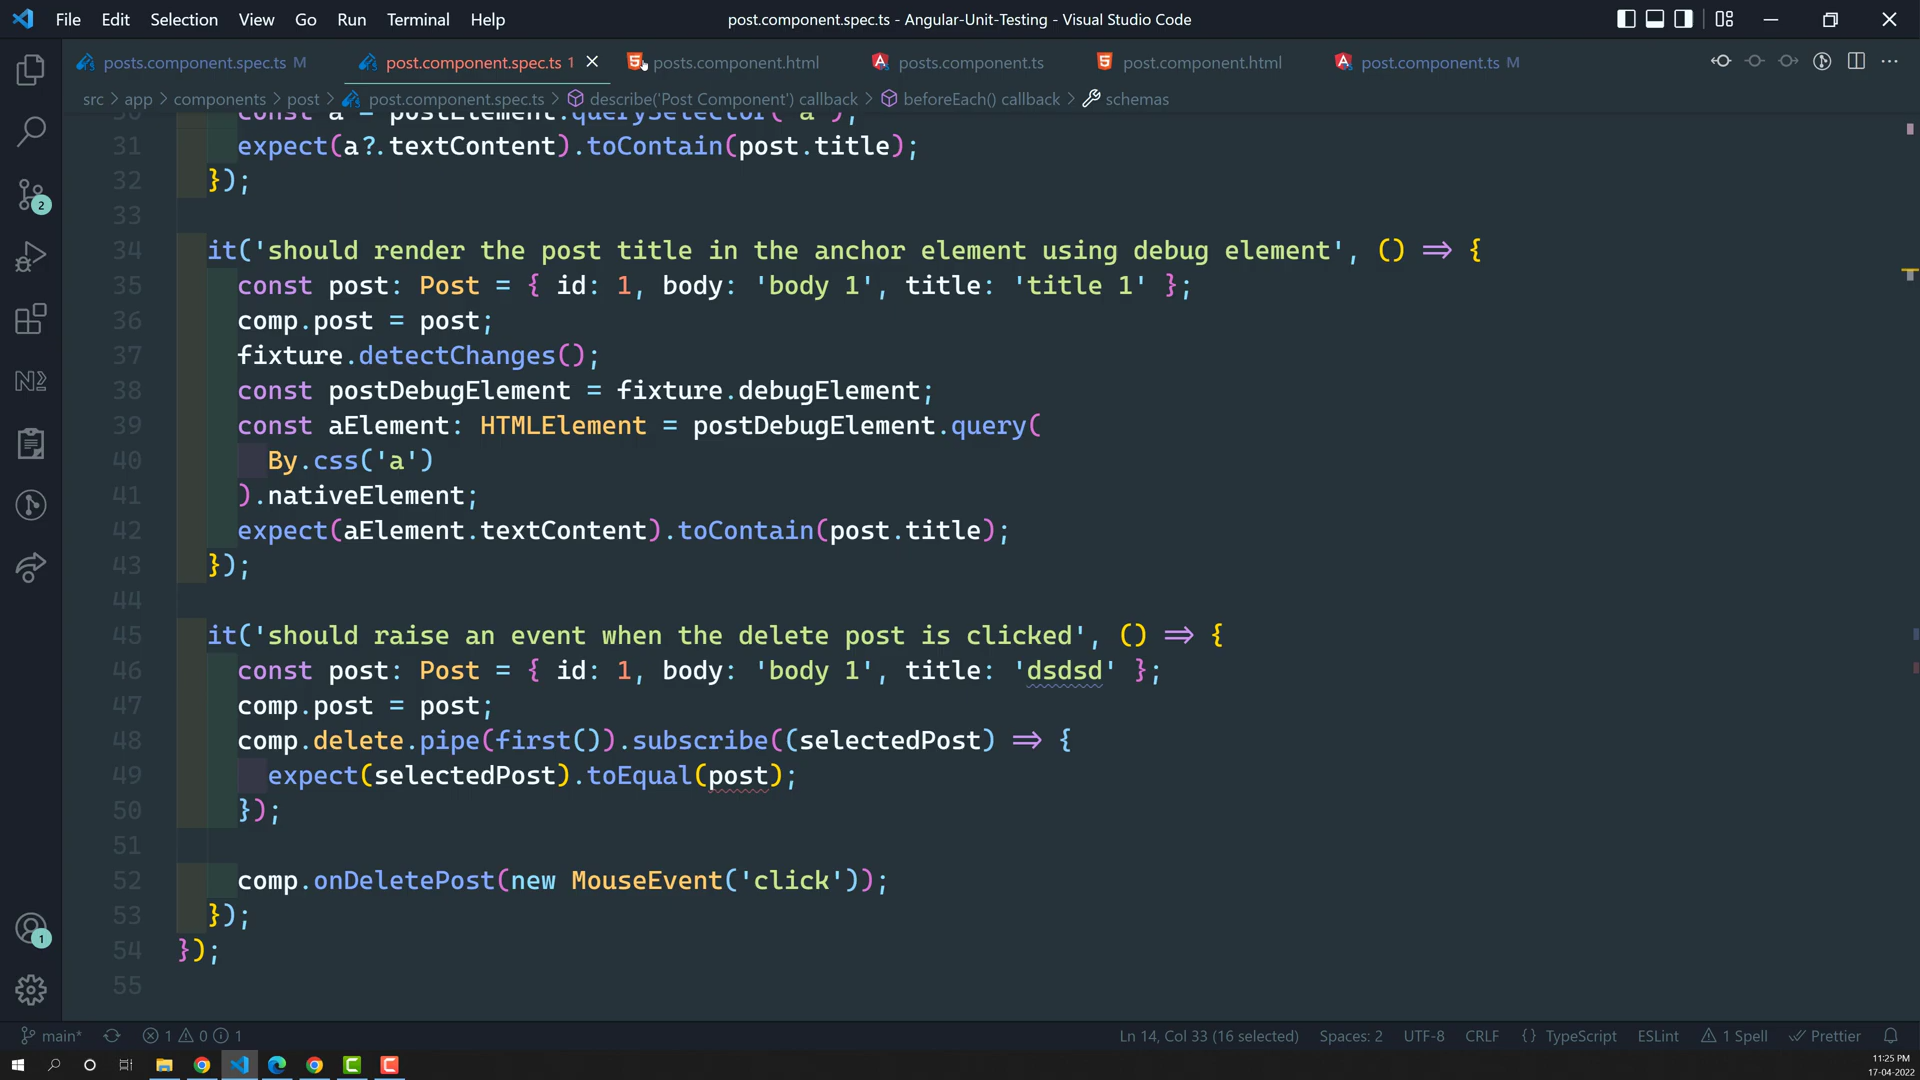 File Edit Selection View Go Run Terminal Help
post.component.spec.ts - Angular-Unit-Testing - Visual Studio Code
posts.component.spec.ts M
post.component.spec.ts 1
posts.component.html
posts.component.ts
post.component.html
post.component.ts M
src > app > components > post > post.component.spec.ts > describe('Post Component') callback > beforeEach() callback > schemas
30 const a = postElement.querySelector('a');
31 expect(a?.textContent).toContain(post.title);
32 });
33
34 it('should render the post title in the anchor element using debug element', () => {
35 const post: Post = { id: 1, body: 'body 1', title: 'title 1' };
36 comp.post = post;
37 fixture.detectChanges();
38 const postDebugElement = fixture.debugElement;
39 const aElement: HTMLElement = postDebugElement.query(
40 By.css('a')
41 ).nativeElement;
42 expect(aElement.textContent).toContain(post.title);
43 });
44
45 it('should raise an event when the delete post is clicked', () => {
46 const post: Post = { id: 1, body: 'body 1', title: 'dsdsd' };
47 comp.post = post;
48 comp.delete.pipe(first()).subscribe((selectedPost) => {
49 expect(selectedPost).toEqual(post);
50 });
51
52 comp.onDeletePost(new MouseEvent('click'));
53 });
54 });
55
2
1
main* 1 0 1
Ln 14, Col 33 (16 selected) Spaces: 2 UTF-8 CRLF {} TypeScript ESLint 1 Spell Prettier
11:25 PM
17-04-2022